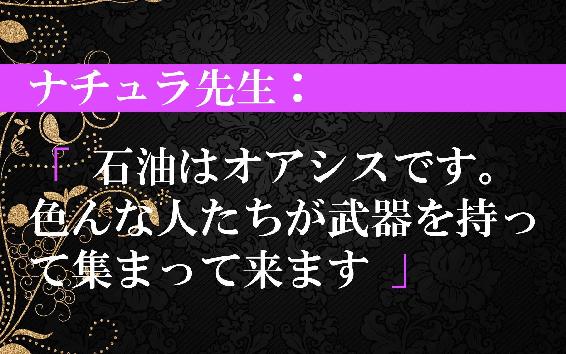 ナチュラ先生：
「 石油はオアシスです。
色んな人たちが武器を持っ
て集まって来ます 」